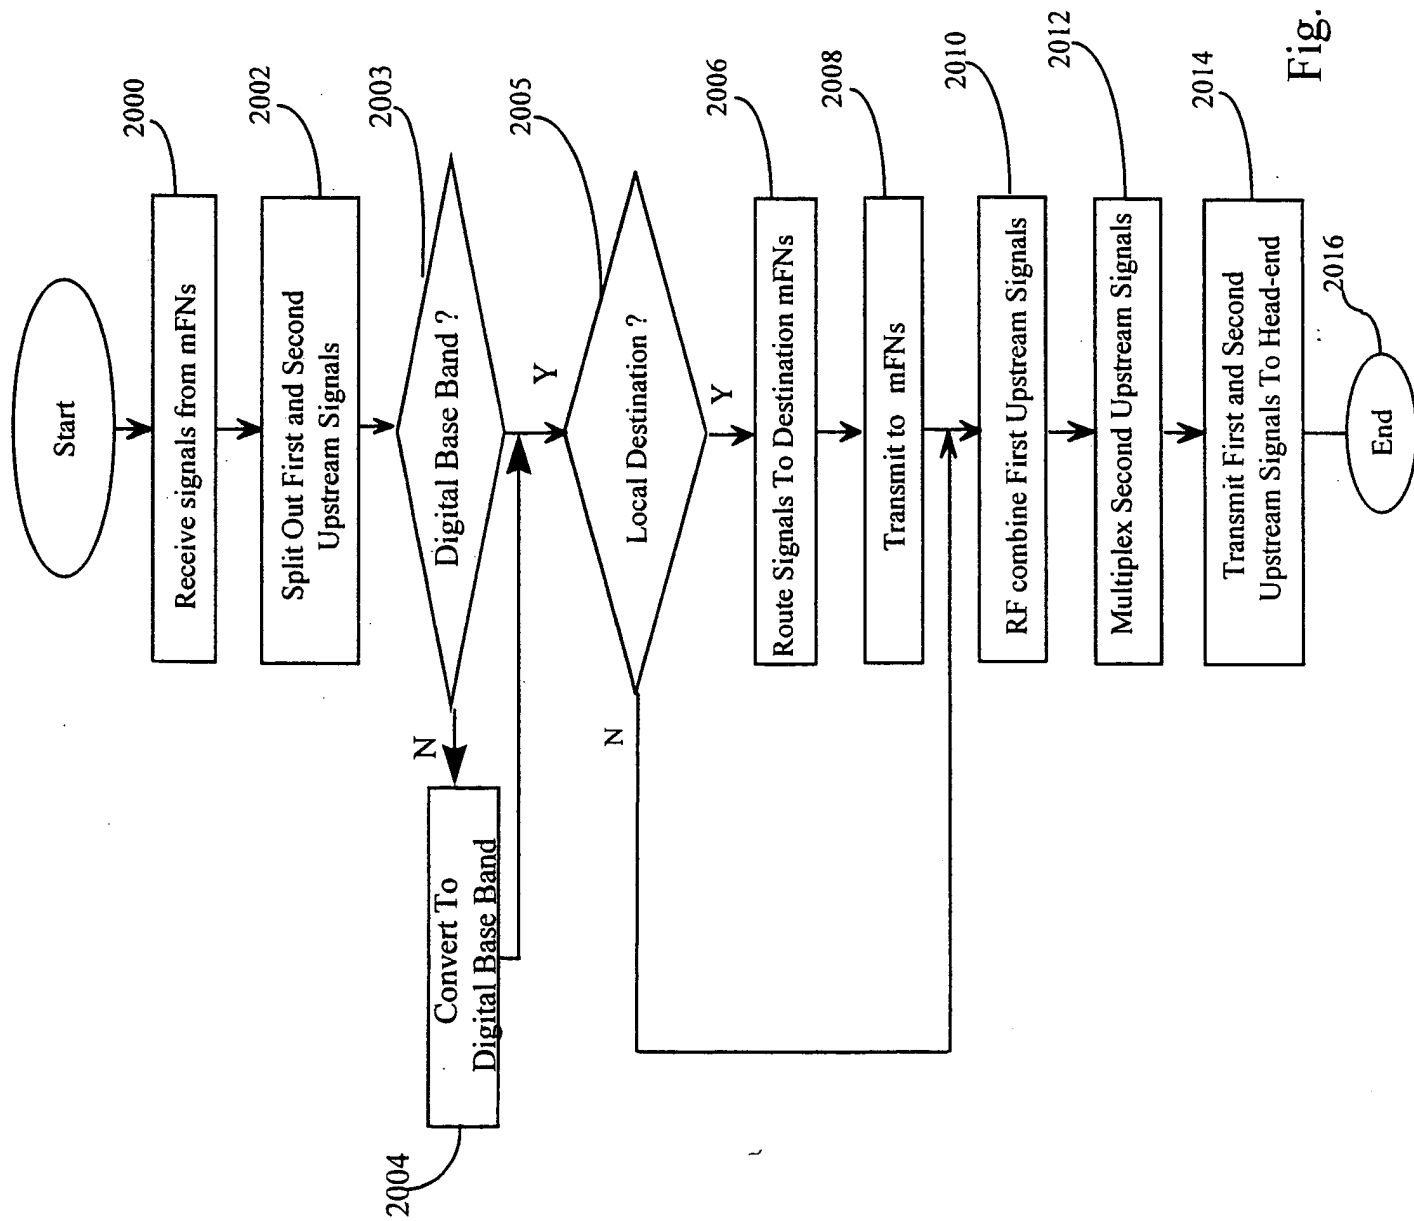 Start
2000
Receive signals from mFNs
2002
Split Out First and Second
Upstream Signals
2003
Digital Base Band ?
N
Y
Convert To
Digital Base Band
2004
2005
Local Destination ?
N
Y
2006
Route Signals To Destination mFNs
2008
Transmit to mFNs
2010
RF combine First Upstream Signals
2012
Multiplex Second Upstream Signals
2014
Transmit First and Second
Upstream Signals To Head-end
2016
End
Fig.